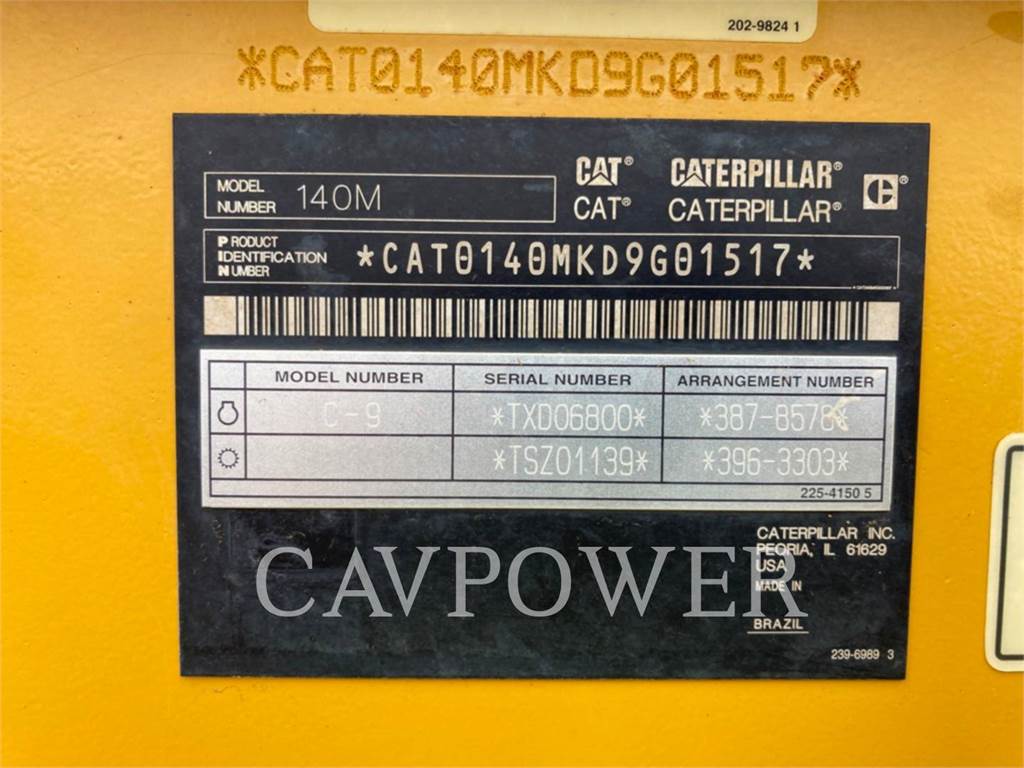 202-9824 1
*CAT0140MKD9G01517*
CAT® CATERPILLAR®
MODEL NUMBER 140M
CAT® CATERPILLAR®
PRODUCT IDENTIFICATION NUMBER *CAT0140MKD9G01517*
MODEL NUMBER SERIAL NUMBER ARRANGEMENT NUMBER
C-9 *TXD06800* *387-8578*
*TSZ01139* *396-3303*
225-4150 5
CATERPILLAR INC.
PEORIA, IL 61629
USA
MADE IN
BRAZIL
CAVPOWER
239-6989 3